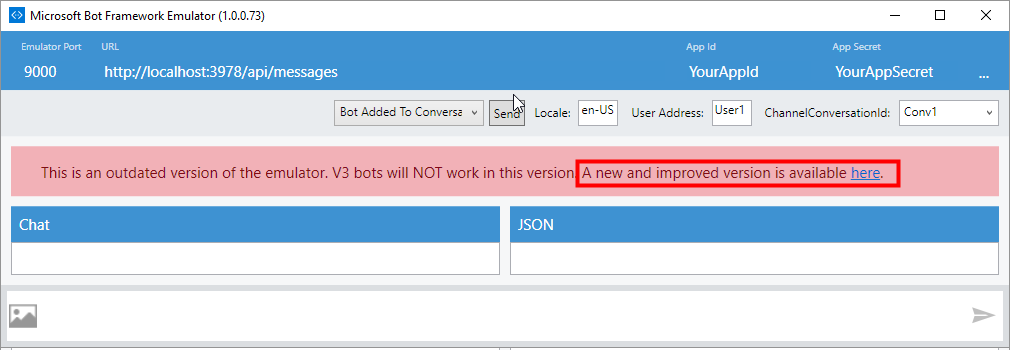 Microsoft Bot Framework Emulator (1.0.0.73)
Emulator Port URL App Id App Secret
9000 http://localhost:3978/api/messages YourAppId YourAppSecret ...
Bot Added To Conversa Send Locale: en-US User Address: User1 ChannelConversationId: Conv1
This is an outdated version of the emulator. V3 bots will NOT work in this version. A new and improved version is available here.
Chat JSON